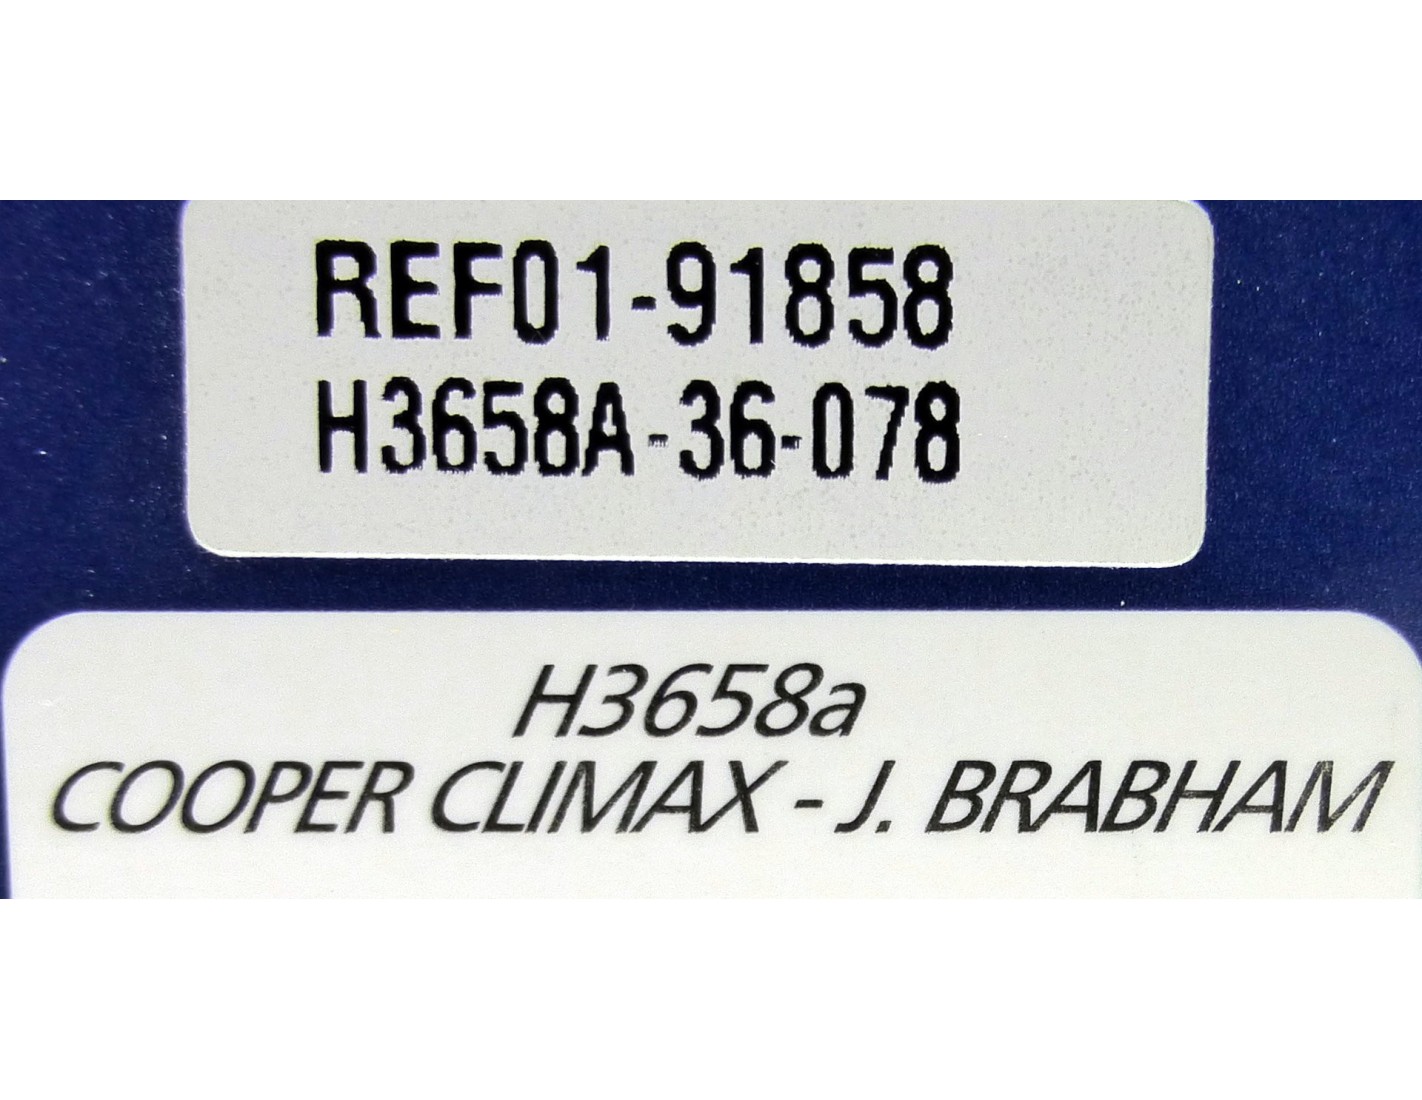 REF01-91858
H3658A-36-078
H3658a
COOPER CLIMAX - J. BRABHAM